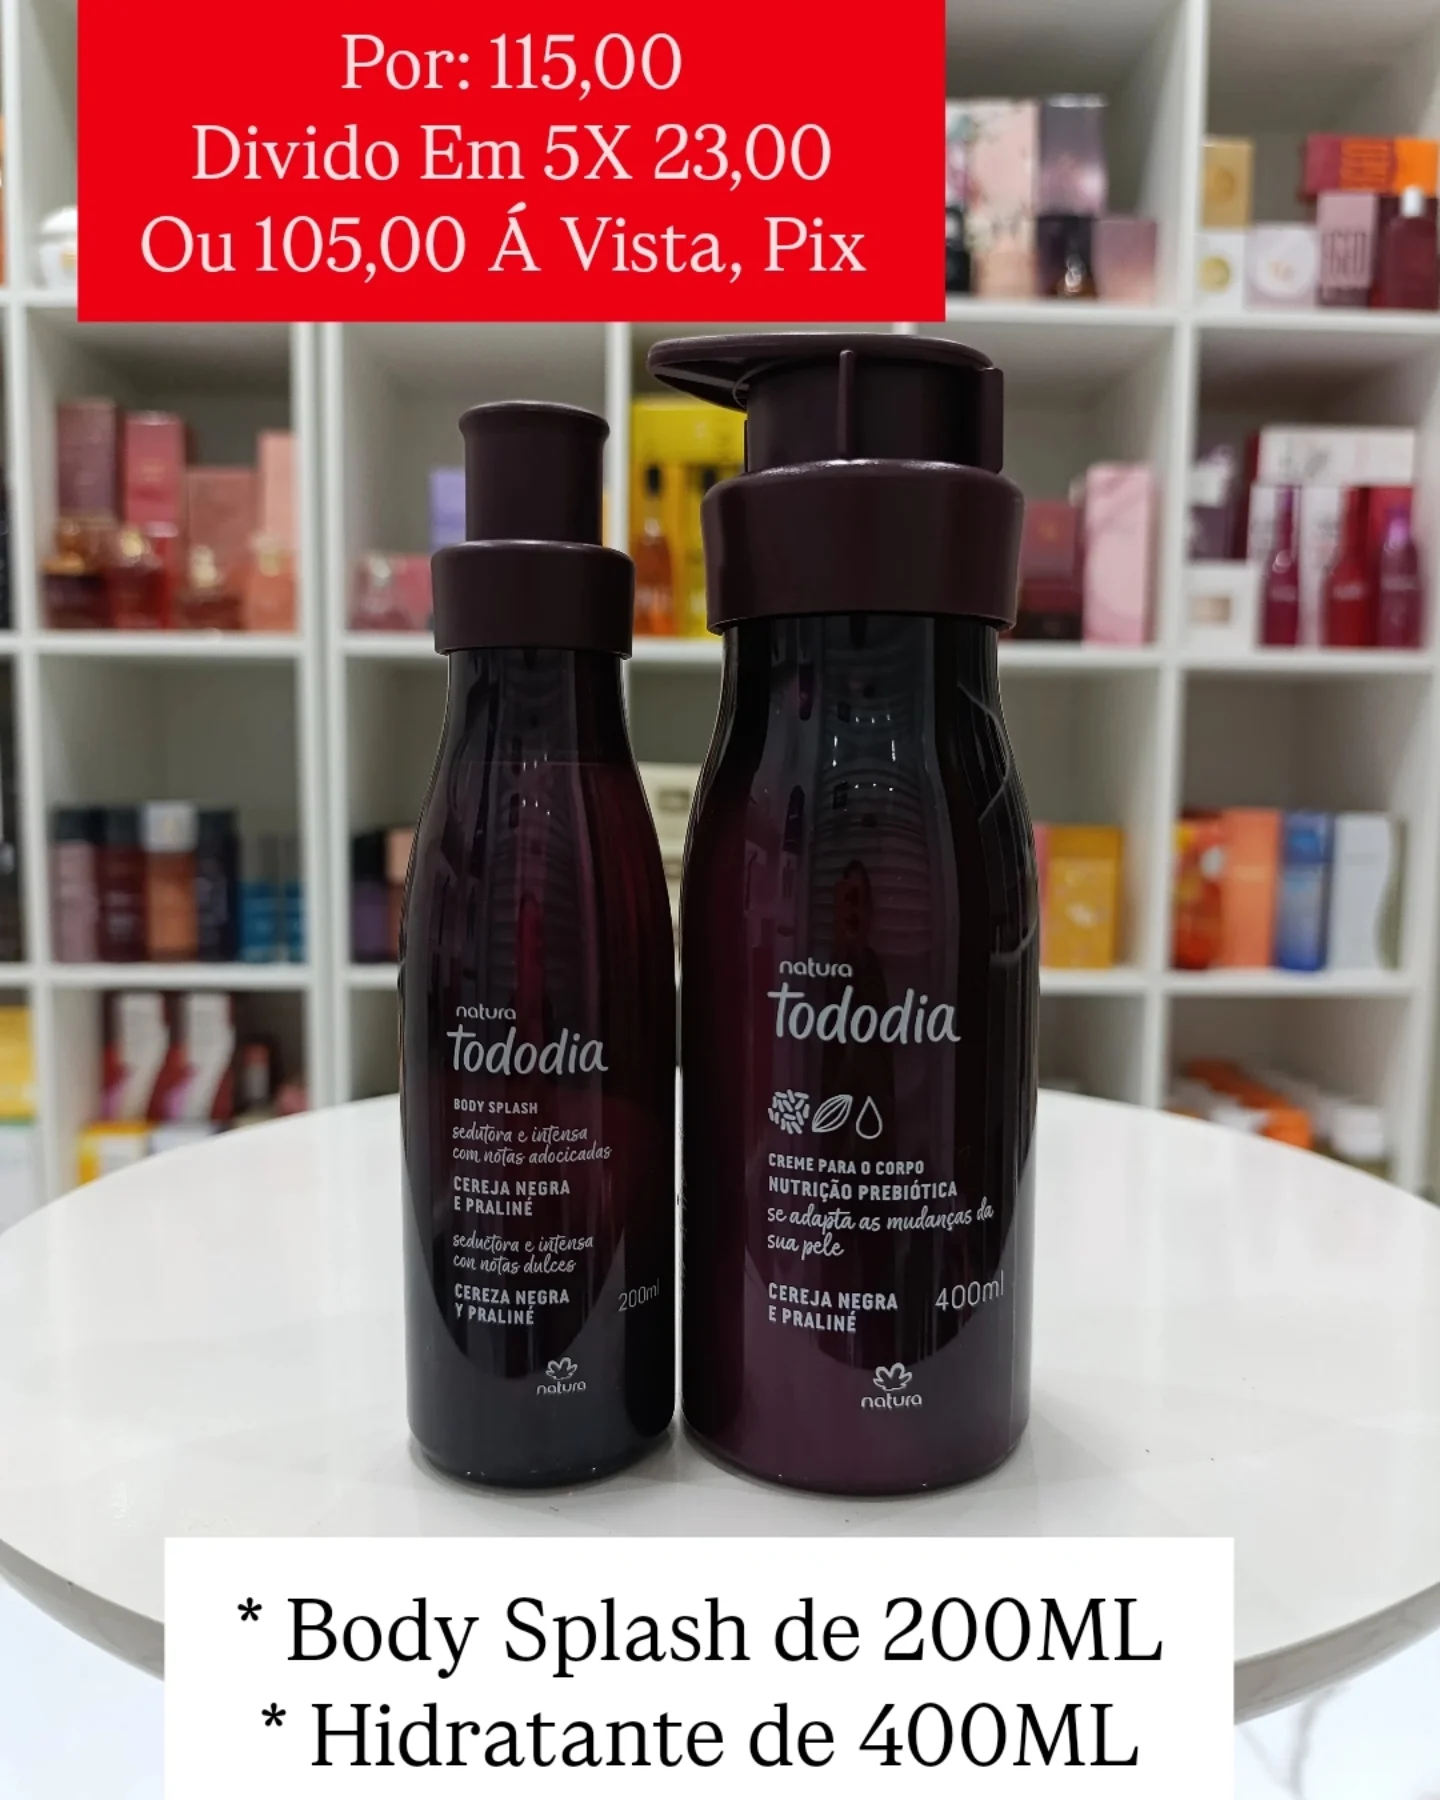 Por: 115,00
Divido Em 5X 23,00
Ou 105,00 Á Vista, Pix
natura
tododia
BODY SPLASH
sedutora e intensa
com notas adocicadas
CEREJA NEGRA
E PRALINÉ
seductora e intensa
con notas dulces
CEREZA NEGRA
Y PRALINÉ
200ml
natura
natura
tododia
CREME PARA O CORPO
NUTRIÇÃO PREBIÓTICA
se adapta as mudanças da
sua pele
CEREJA NEGRA
E PRALINÉ
400ml
natura
* Body Splash de 200ML
* Hidratante de 400ML